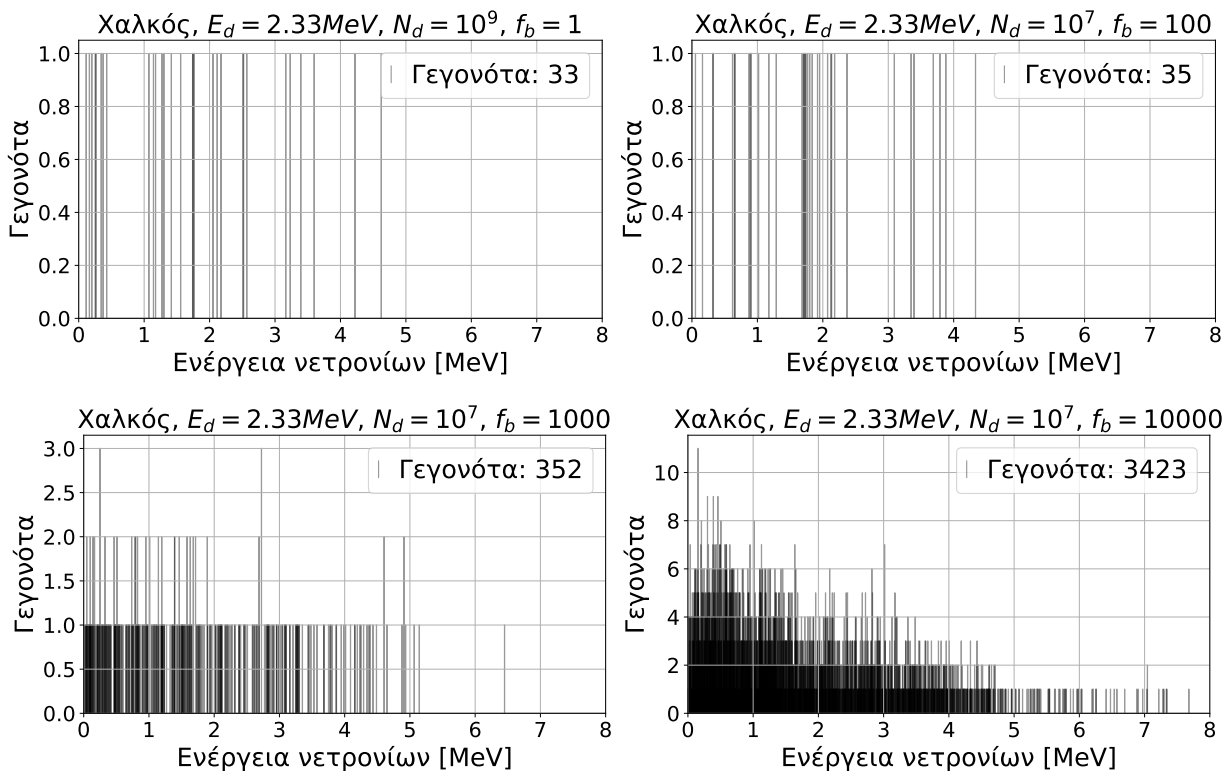 Χαλκός, E_d = 2.33MeV, N_d = 10^9, f_b = 1
Γεγονότα: 33
Γεγονότα
1.0
0.8
0.6
0.4
0.2
0.0
0 1 2 3 4 5 6 7 8
Ενέργεια νετρονίων [MeV]
Χαλκός, E_d = 2.33MeV, N_d = 10^7, f_b = 100
Γεγονότα: 35
Γεγονότα
1.0
0.8
0.6
0.4
0.2
0.0
0 1 2 3 4 5 6 7 8
Ενέργεια νετρονίων [MeV]
Χαλκός, E_d = 2.33MeV, N_d = 10^7, f_b = 1000
Γεγονότα: 352
Γεγονότα
3.0
2.5
2.0
1.5
1.0
0.5
0.0
0 1 2 3 4 5 6 7 8
Ενέργεια νετρονίων [MeV]
Χαλκός, E_d = 2.33MeV, N_d = 10^7, f_b = 10000
Γεγονότα: 3423
Γεγονότα
10
8
6
4
2
0
0 1 2 3 4 5 6 7 8
Ενέργεια νετρονίων [MeV]